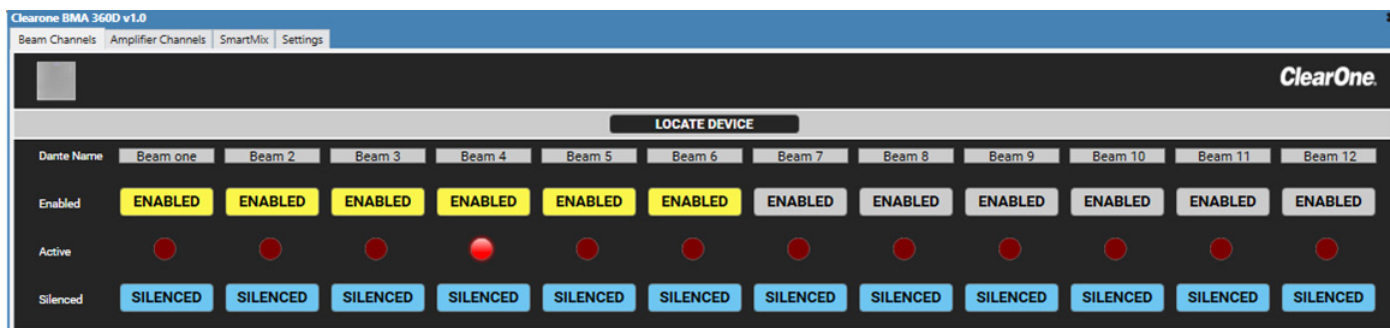 Clearone BMA 360D v1.0
Beam Channels Amplifier Channels SmartMix Settings
ClearOne.
LOCATE DEVICE
Dante Name Beam one Beam 2 Beam 3 Beam 4 Beam 5 Beam 6 Beam 7 Beam 8 Beam 9 Beam 10 Beam 11 Beam 12
Enabled ENABLED ENABLED ENABLED ENABLED ENABLED ENABLED ENABLED ENABLED ENABLED ENABLED ENABLED ENABLED
Active
Silenced SILENCED SILENCED SILENCED SILENCED SILENCED SILENCED SILENCED SILENCED SILENCED SILENCED SILENCED SILENCED